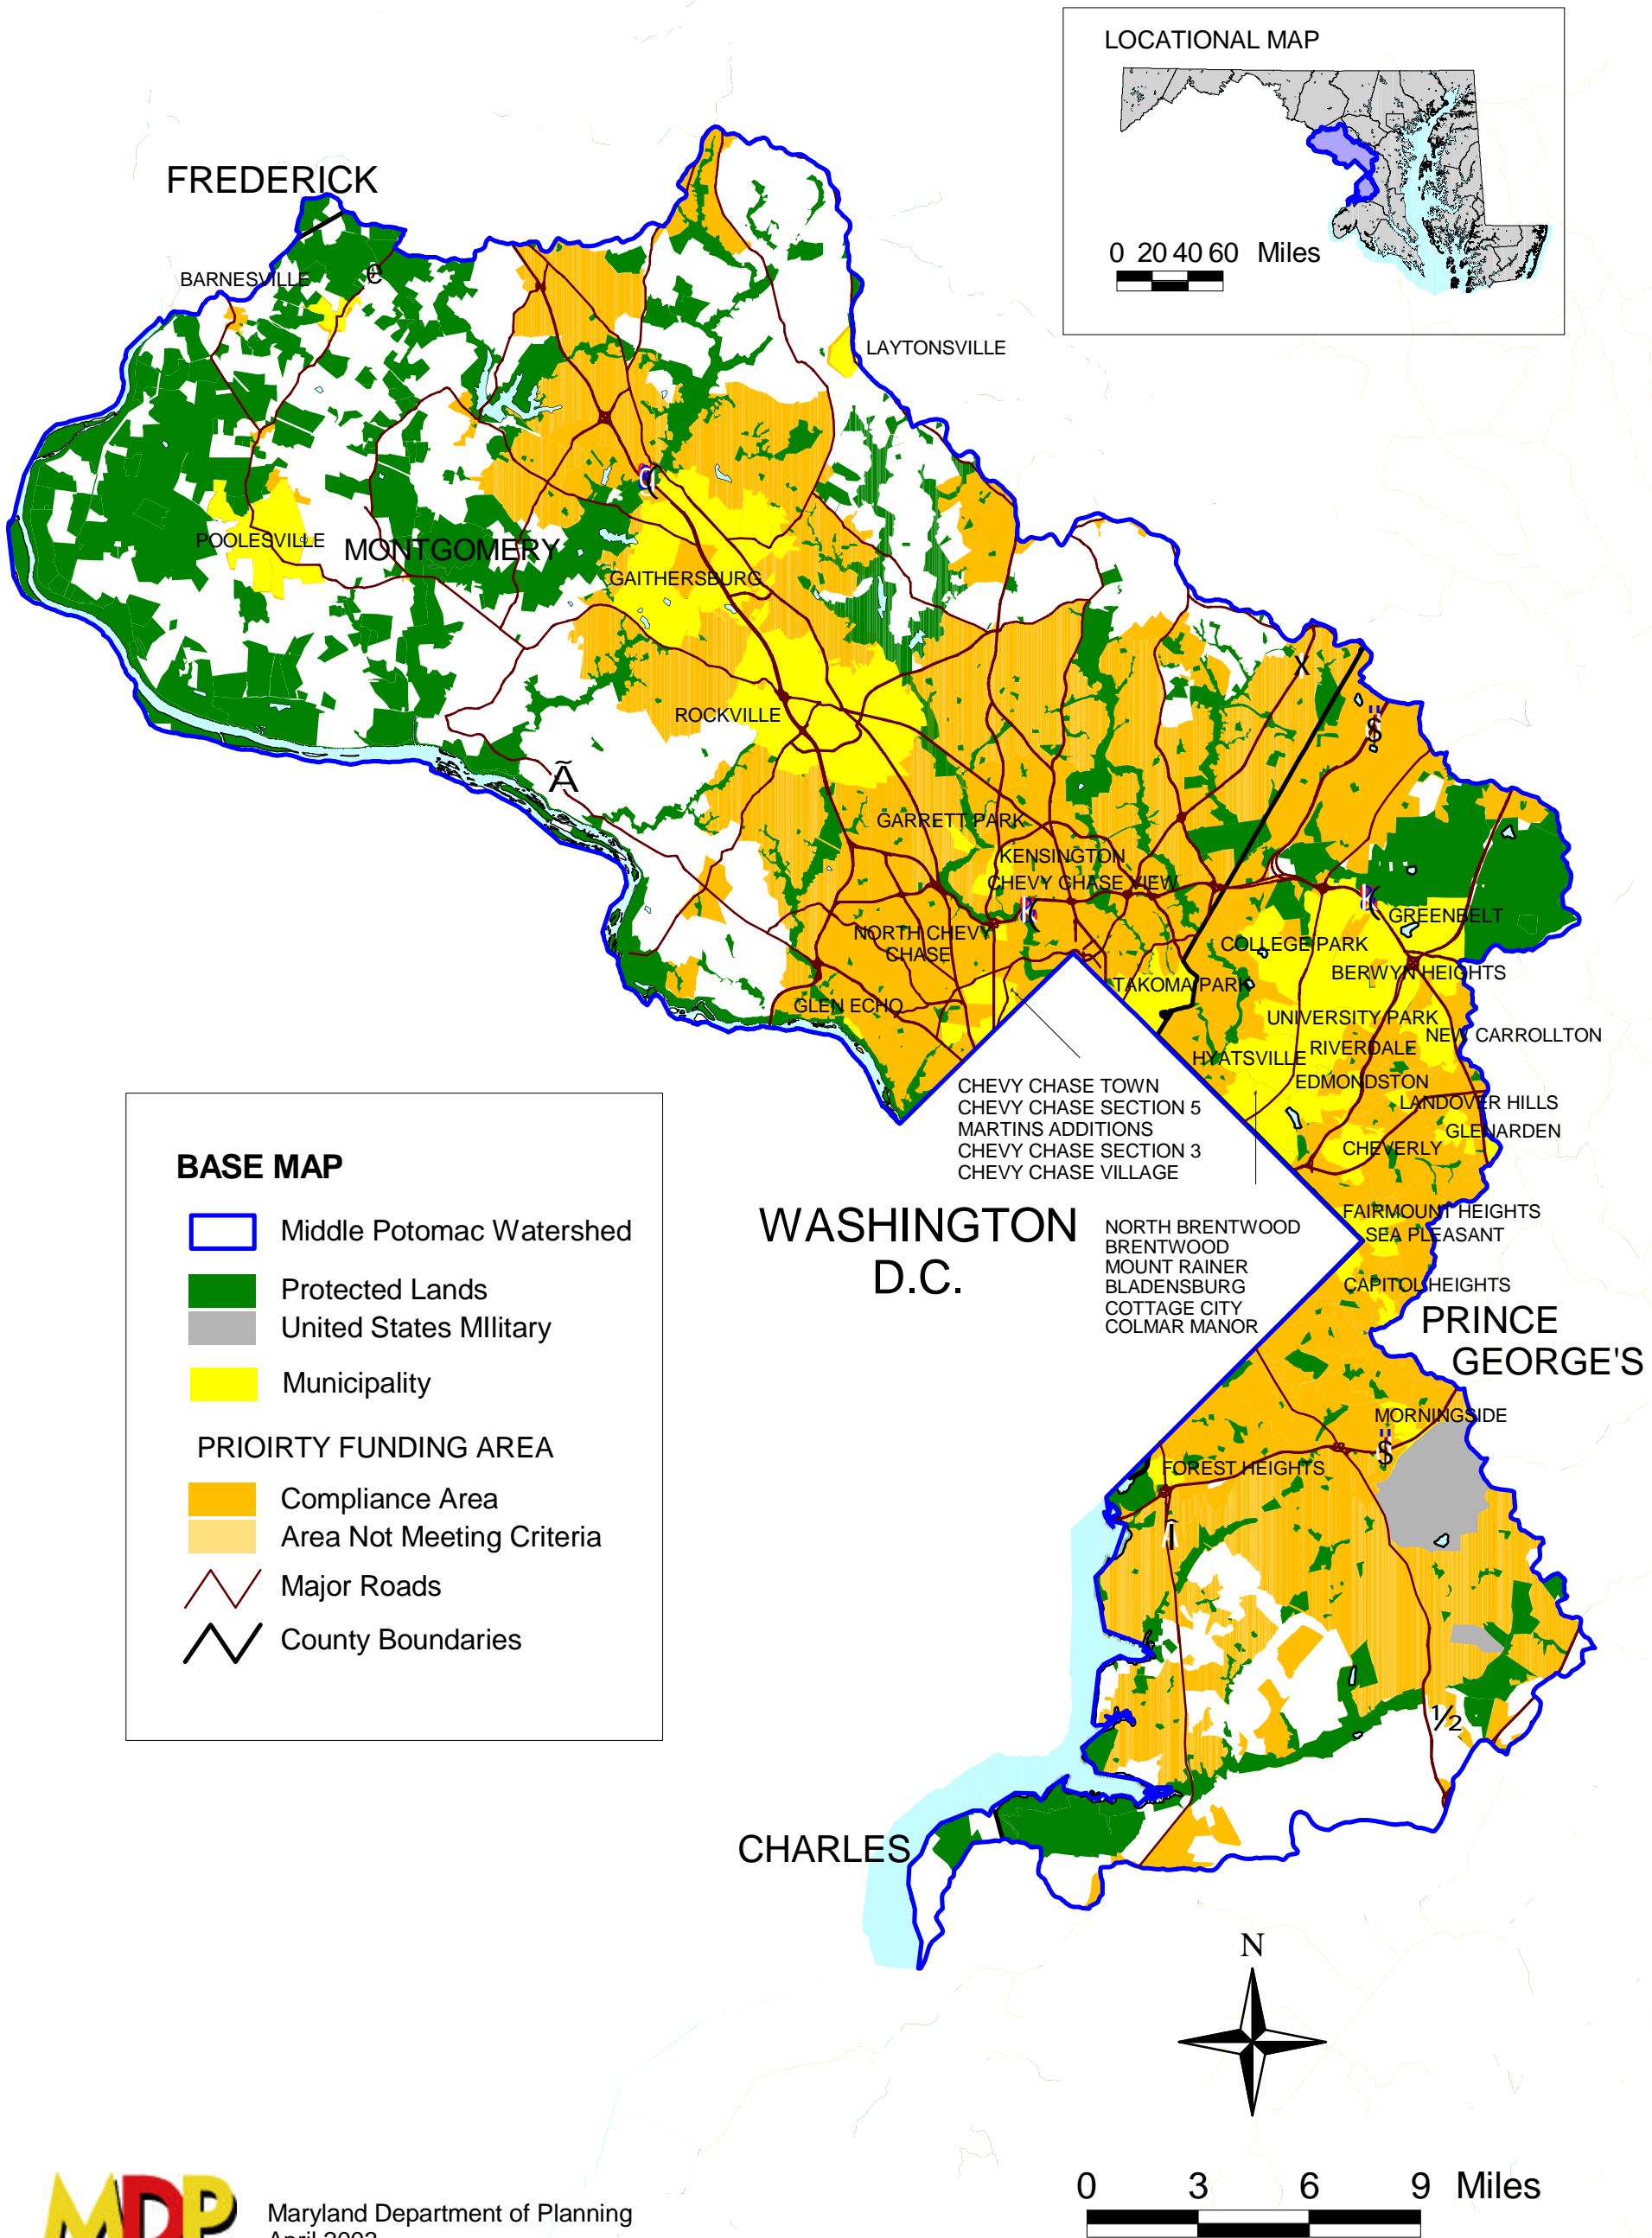 LOCATIONAL MAP
0 20 40 60 Miles
FREDERICK
BARNESVILLE
LAYTONSVILLE
POOLESVILLE
MONTGOMERY
GAITHERSBURG
ROCKVILLE
GARRETT PARK
KENSINGTON
CHEVY CHASE VIEW
NORTH CHEVY
CHASE
GLEN ECHO
GREENBELT
COLLEGE PARK
BERWYN HEIGHTS
TAKOMA PARK
UNIVERSITY PARK
NEW CARROLLTON
HYATSVILLE
RIVERDALE
EDMONDSTON
LANDOVER HILLS
GLENARDEN
CHEVERLY
CHEVY CHASE TOWN
CHEVY CHASE SECTION 5
MARTINS ADDITIONS
CHEVY CHASE SECTION 3
CHEVY CHASE VILLAGE
WASHINGTON
D.C.
NORTH BRENTWOOD
BRENTWOOD
MOUNT RAINER
BLADENSBURG
COTTAGE CITY
COLMAR MANOR
FAIRMOUNT HEIGHTS
SEA PLEASANT
CAPITOL HEIGHTS
PRINCE
GEORGE'S
MORNINGSIDE
FOREST HEIGHTS
½
CHARLES
BASE MAP
Middle Potomac Watershed
Protected Lands
United States MIlitary
Municipality
PRIOIRTY FUNDING AREA
Compliance Area
Area Not Meeting Criteria
Major Roads
County Boundaries
N
0 3 6 9 Miles
MDP
Maryland Department of Planning